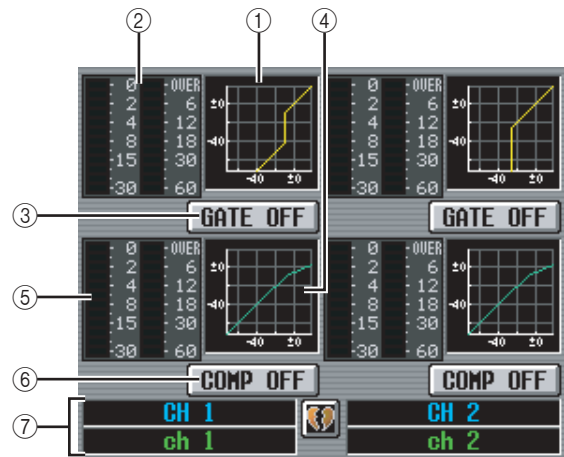 ② ① ④
0 OVER 0 OVER
2 6 ±0 2 6 ±0
4 12 4 12
8 18 -40 8 18 -40
-15 30 -15 30
-30 60 -40 ±0 -30 60 -40 ±0
③ GATE OFF GATE OFF
0 OVER 0 OVER
2 6 ±0 2 6 ±0
4 12 4 12
⑤ 8 18 -40 8 18 -40
-15 30 -15 30
-30 60 -40 ±0 -30 60 -40 ±0
⑥ COMP OFF COMP OFF
⑦ CH 1 CH 2
ch 1 ch 2